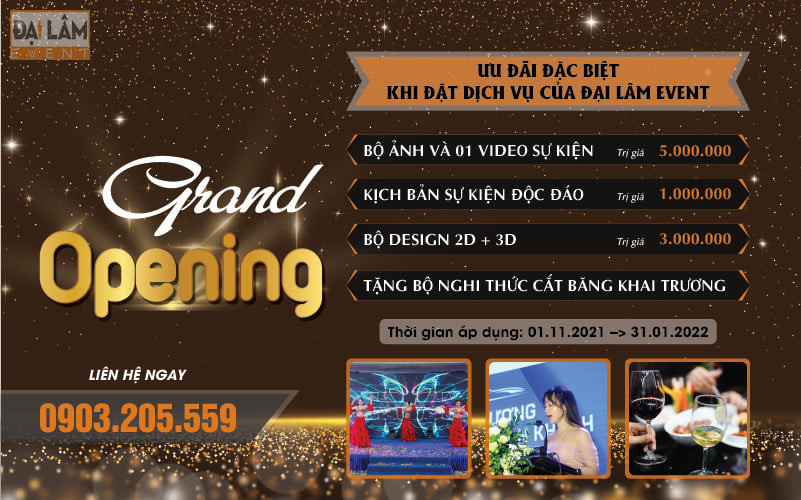 ĐẠI LÂM
EVENT
ƯU ĐÃI ĐẶC BIỆT
KHI ĐẶT DỊCH VỤ CỦA ĐẠI LÂM EVENT
Grand
Opening
BỘ ẢNH VÀ 01 VIDEO SỰ KIỆN Trị giá 5.000.000
KỊCH BẢN SỰ KIỆN ĐỘC ĐÁO Trị giá 1.000.000
BỘ DESIGN 2D + 3D Trị giá 3.000.000
TẶNG BỘ NGHI THỨC CẮT BĂNG KHAI TRƯƠNG
Thời gian áp dụng: 01.11.2021 –> 31.01.2022
LIÊN HỆ NGAY
0903.205.559